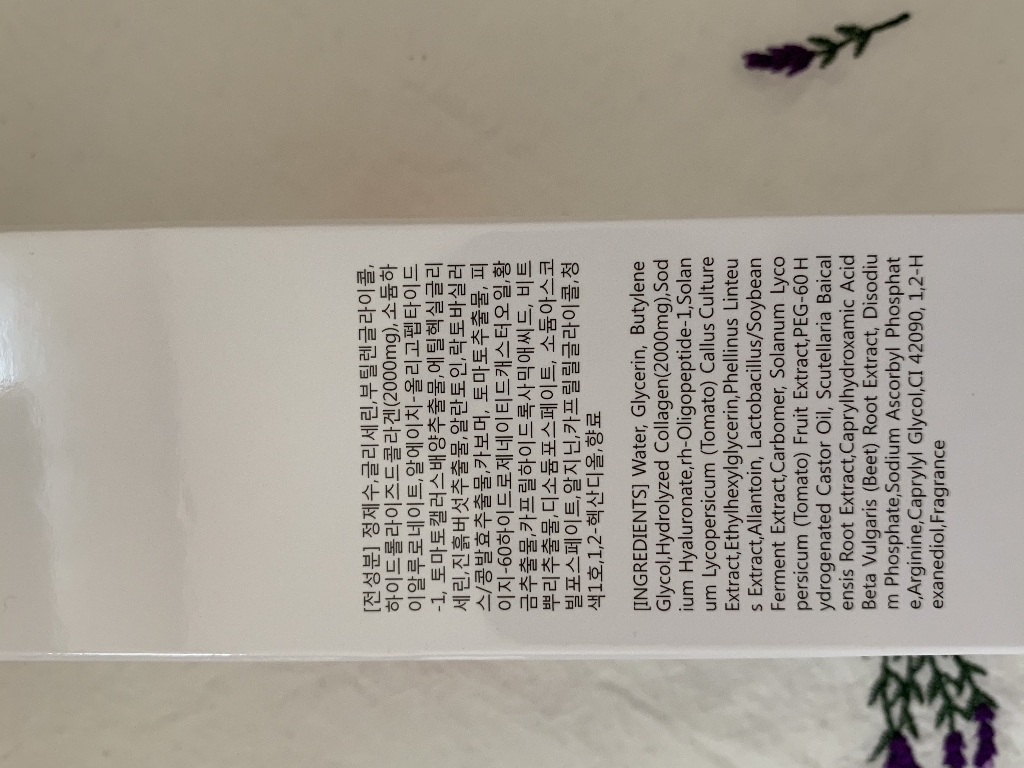 [전성분] 정제수,글리세린,부틸렌글라이콜,
하이드롤라이즈드콜라겐(2000mg),소듐하
이알루로네이트,알에이치-올리고펩타이드
-1, 토마토캘러스배양추출물,에틸헥실글리
세린,진흙버섯추출물,알란토인,락토바실러
스/콩발효추출물,카보머, 토마토추출물, 피
이지-60하이드로제네이티드캐스터오일,황
금추출물,카프릴하이드록사믹애씨드, 비트
뿌리추출물,디소듐포스페이트, 소듐아스코
빌포스페이트,알지닌,카프릴릴글라이콜,청
색1호,1,2-헥산디올,향료
[INGREDIENTS] Water, Glycerin, Butylene
Glycol,Hydrolyzed Collagen(2000mg),Sod
ium Hyaluronate,rh-Oligopeptide-1,Solan
um Lycopersicum (Tomato) Callus Culture
Extract,Ethylhexylglycerin,Phellinus Linteu
s Extract,Allantoin, Lactobacillus/Soybean
Ferment Extract,Carbomer, Solanum Lyco
persicum (Tomato) Fruit Extract,PEG-60 H
ydrogenated Castor Oil, Scutellaria Baical
ensis Root Extract,Caprylhydroxamic Acid
Beta Vulgaris (Beet) Root Extract, Disodiu
m Phosphate,Sodium Ascorbyl Phosphat
e,Arginine,Caprylyl Glycol,CI 42090, 1,2-H
exanediol,Fragrance